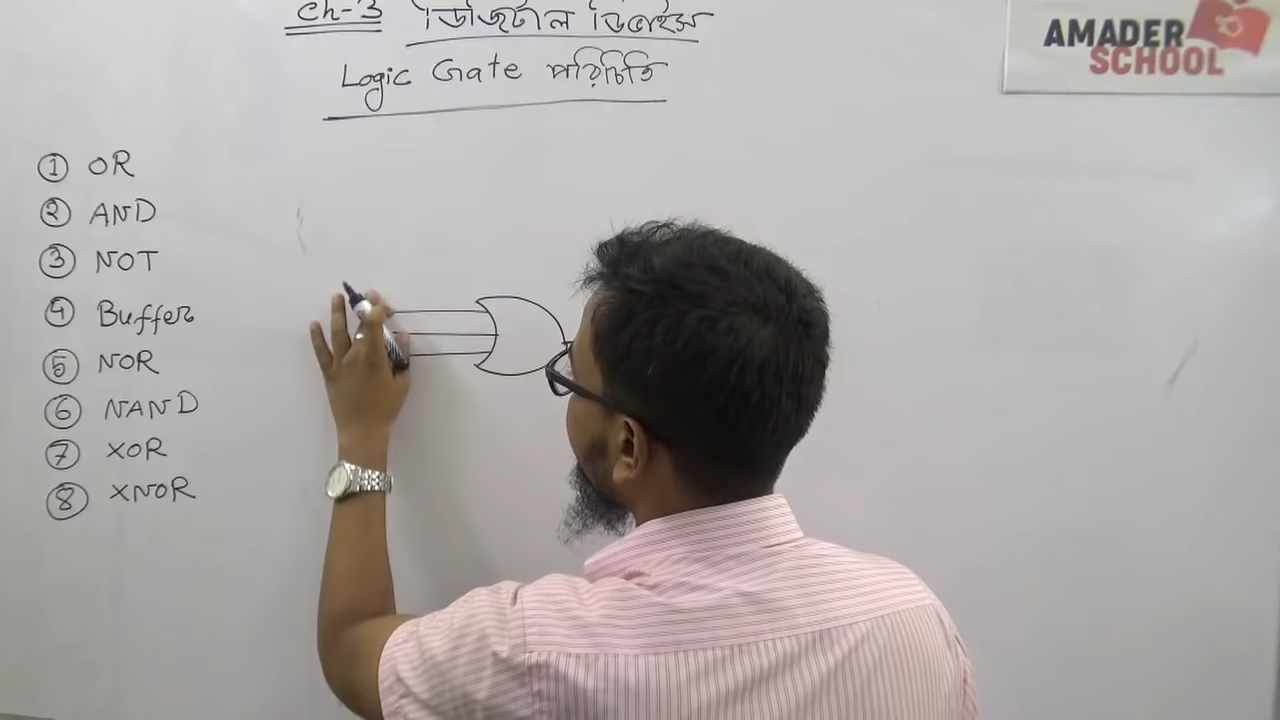 Ch-3 ডিজিটাল ডিভাইস
Logic Gate পরিচিতি
AMADER
SCHOOL
① OR
② AND
③ NOT
④ Buffer
⑤ NOR
⑥ NAND
⑦ XOR
⑧ XNOR